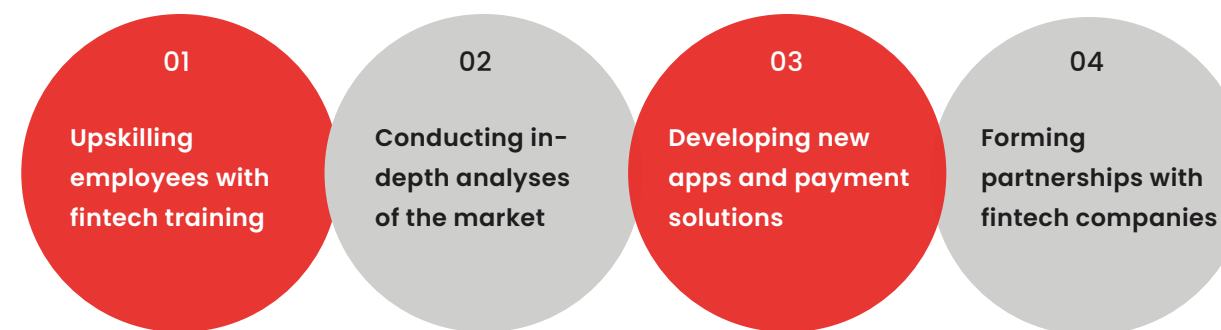 01
Upskilling
employees with
fintech training
02
Conducting in-
depth analyses
of the market
03
Developing new
apps and payment
solutions
04
Forming
partnerships with
fintech companies